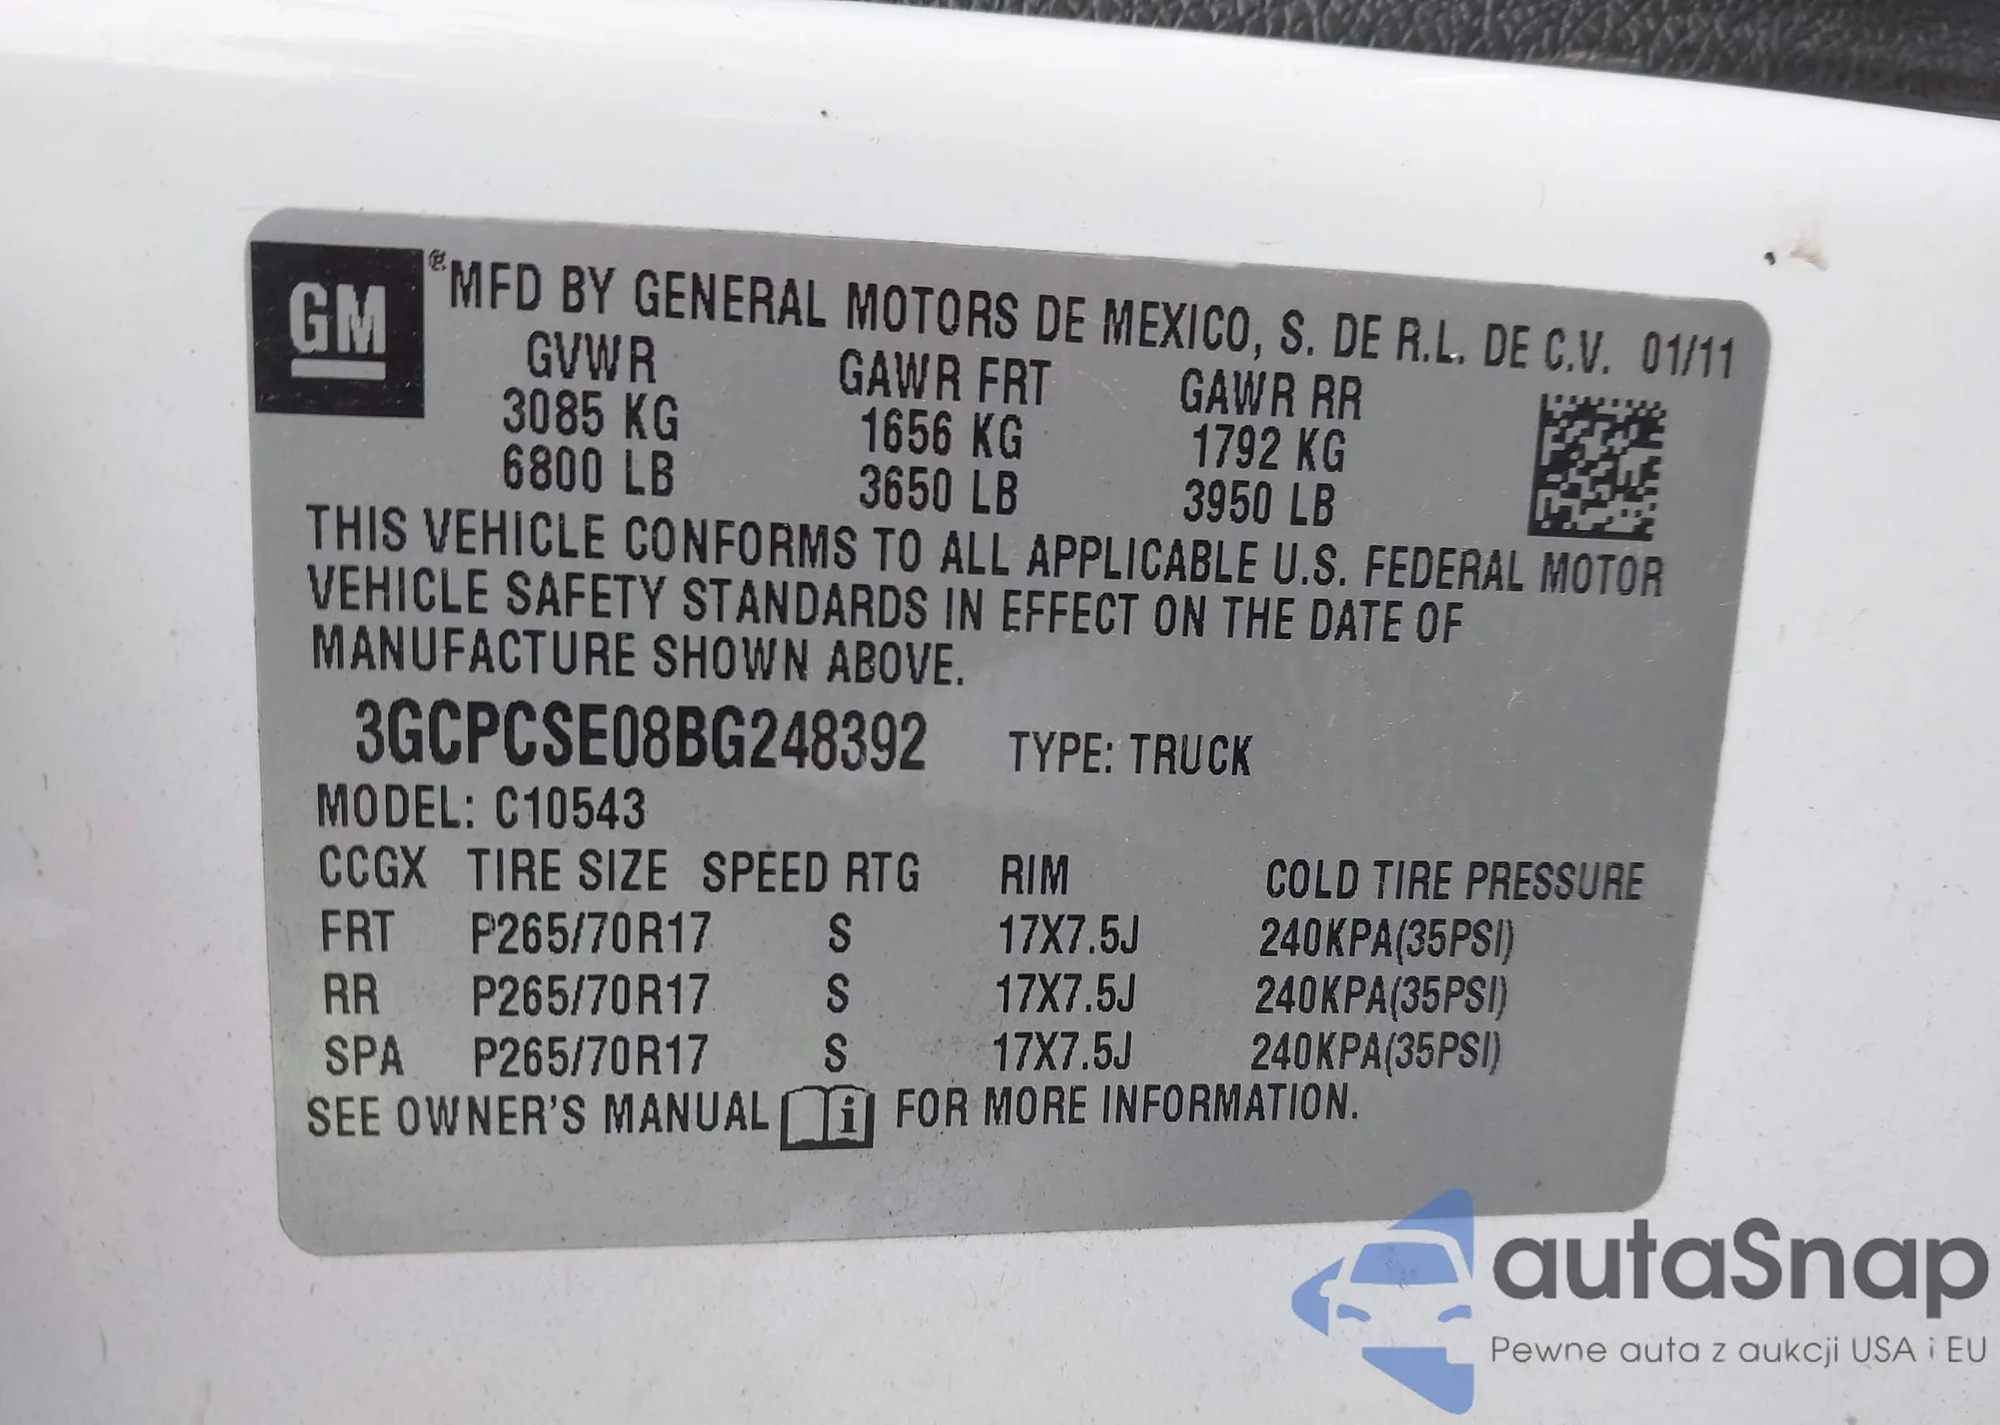 GM
® MFD BY GENERAL MOTORS DE MEXICO, S. DE R.L. DE C.V. 01/11
GVWR GAWR FRT GAWR RR
3085 KG 1656 KG 1792 KG
6800 LB 3650 LB 3950 LB
THIS VEHICLE CONFORMS TO ALL APPLICABLE U.S. FEDERAL MOTOR
VEHICLE SAFETY STANDARDS IN EFFECT ON THE DATE OF
MANUFACTURE SHOWN ABOVE.
3GCPCSE08BG248392 TYPE: TRUCK
MODEL: C10543
CCGX TIRE SIZE SPEED RTG RIM COLD TIRE PRESSURE
FRT P265/70R17 S 17X7.5J 240KPA(35PSI)
RR P265/70R17 S 17X7.5J 240KPA(35PSI)
SPA P265/70R17 S 17X7.5J 240KPA(35PSI)
SEE OWNER'S MANUAL i FOR MORE INFORMATION.
autaSnap
Pewne auta z aukcji USA i EU